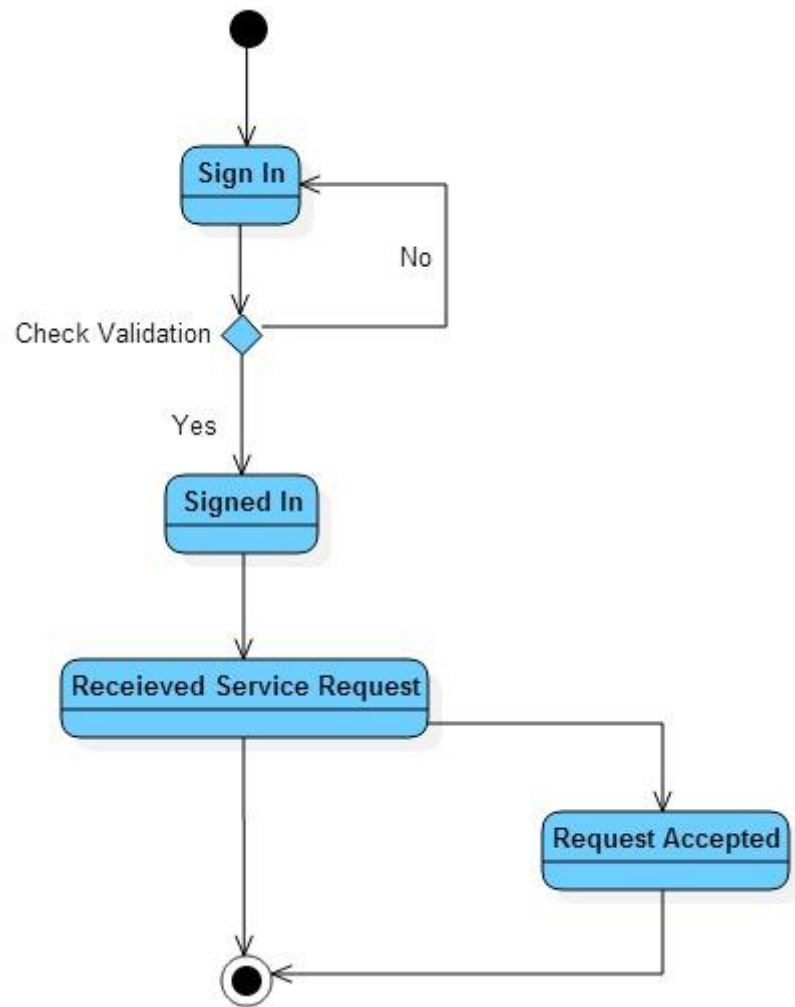 Sign In
No
Check Validation
Yes
Signed In
Receieved Service Request
Request Accepted